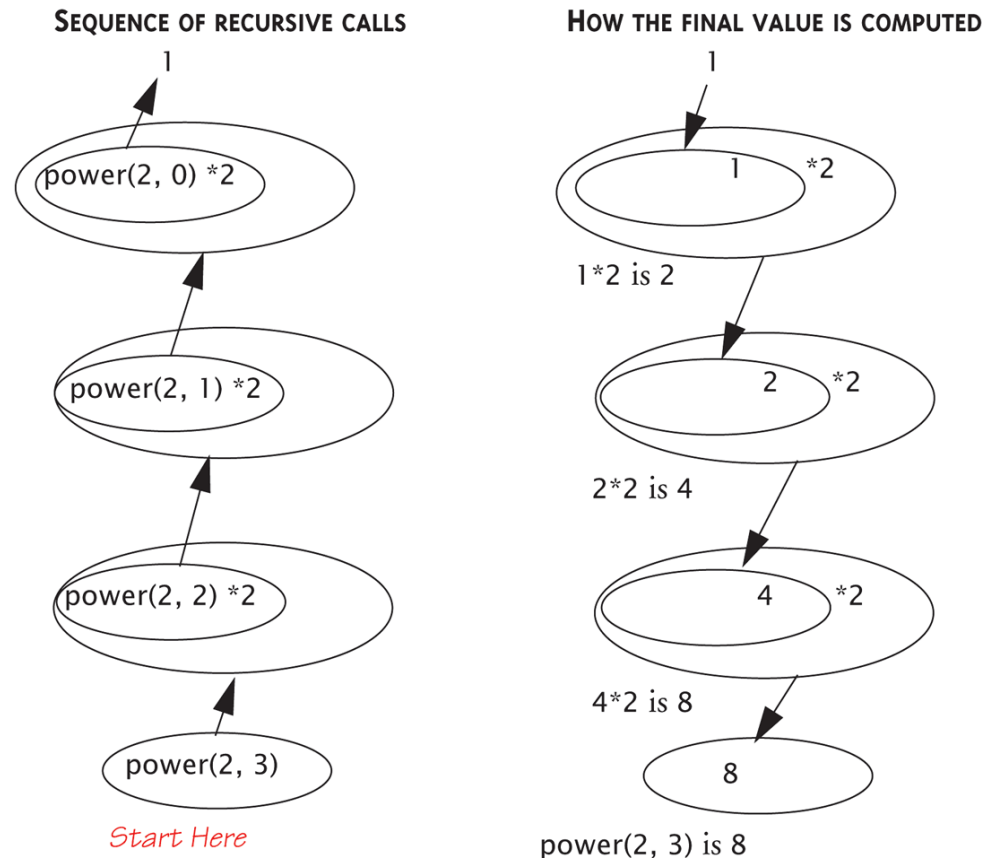 SEQUENCE OF RECURSIVE CALLS
1
power(2, 0) *2
power(2, 1) *2
power(2, 2) *2
power(2, 3)
Start Here
HOW THE FINAL VALUE IS COMPUTED
1
1 *2
1*2 is 2
2 *2
2*2 is 4
4 *2
4*2 is 8
8
power(2, 3) is 8